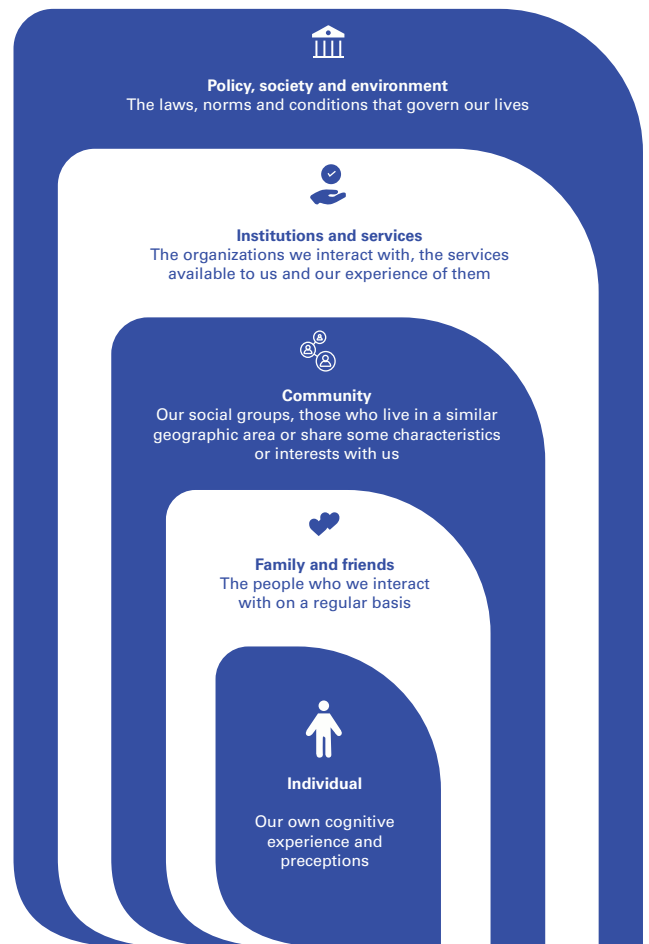 Policy, society and environment
The laws, norms and conditions that govern our lives
Institutions and services
The organizations we interact with, the services
available to us and our experience of them
Community
Our social groups, those who live in a similar
geographic area or share some characteristics
or interests with us
Family and friends
The people who we interact
with on a regular basis
Individual
Our own cognitive
experience and
preceptions